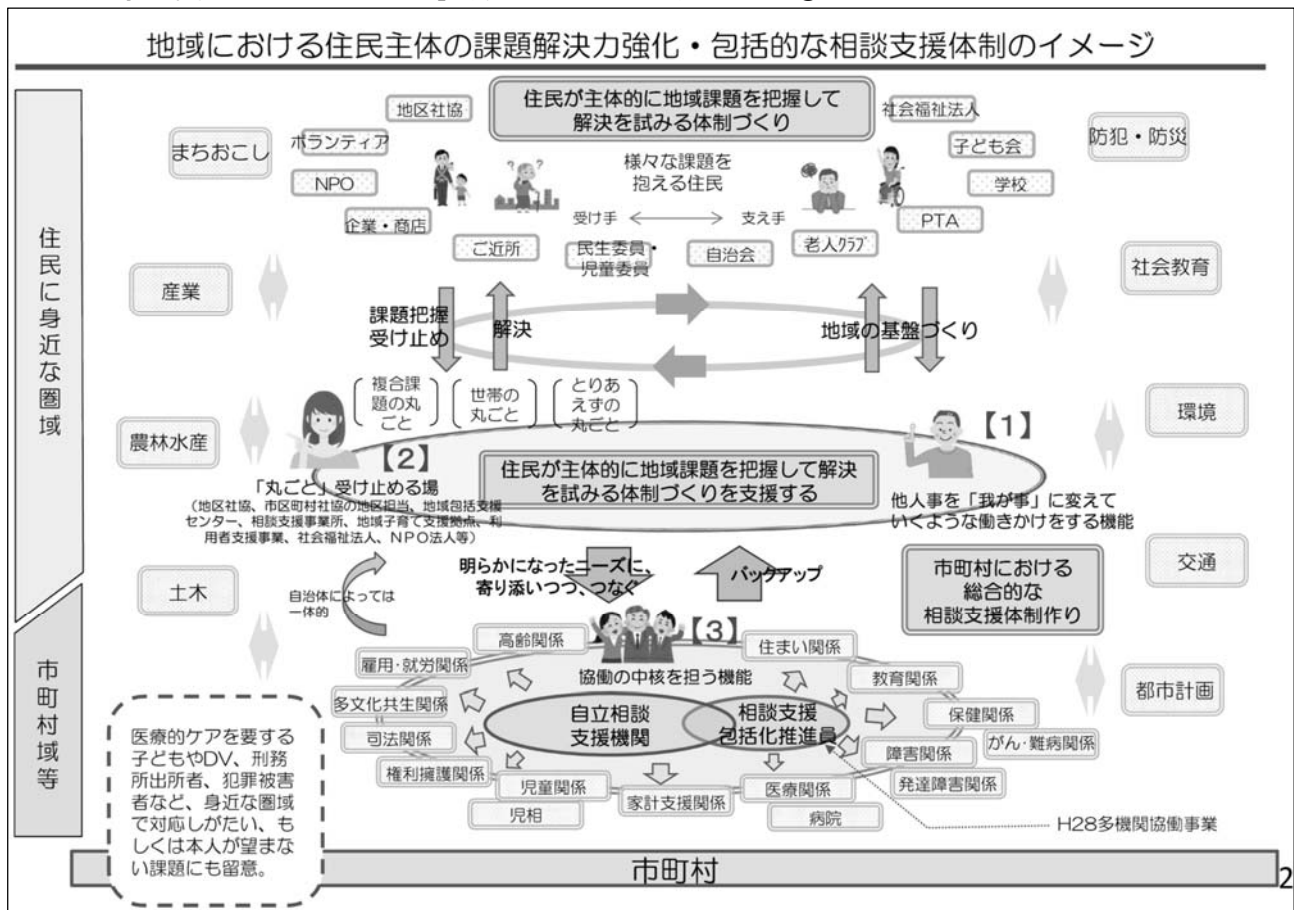 地域における住民主体の課題解決力強化・包括的な相談支援体制のイメージ
住民に身近な圏域
市町村域等
住民が主体的に地域課題を把握して
解決を試みる体制づくり
地区社協
ボランティア
NPO
企業・商店
ご近所
民生委員・
児童委員
自治会
老人クラブ
社会福祉法人
子ども会
学校
PTA
様々な課題を
抱える住民
受け手
支え手
まちおこし
産業
農林水産
土木
防犯・防災
社会教育
環境
交通
都市計画
課題把握
受け止め
解決
地域の基盤づくり
複合課
題の丸
ごと
世帯の
丸ごと
とりあ
えずの
丸ごと
【2】
【1】
住民が主体的に地域課題を把握して解決
を試みる体制づくりを支援する
「丸ごと」受け止める場
（地区社協、市区町村社協の地区担当、地域包括支援
センター、相談支援事業所、地域子育て支援拠点、利
用者支援事業、社会福祉法人、ＮＰＯ法人等）
他人事を「我が事」に変えて
いくような働きかけをする機能
明らかになったニーズに、
寄り添いつつ、つなぐ
バックアップ
市町村における
総合的な
相談支援体制作り
自治体によっては
一体的
【3】
協働の中核を担う機能
自立相談
支援機関
相談支援
包括化推進員
高齢関係
雇用・就労関係
多文化共生関係
司法関係
権利擁護関係
児童関係
児相
家計支援関係
医療関係
病院
住まい関係
教育関係
保健関係
がん・難病関係
障害関係
発達障害関係
H28多機関協働事業
医療的ケアを要する
子どもやDV、刑務
所出所者、犯罪被害
者など、身近な圏域
で対応しがたい、も
しくは本人が望まな
い課題にも留意。
市町村
2